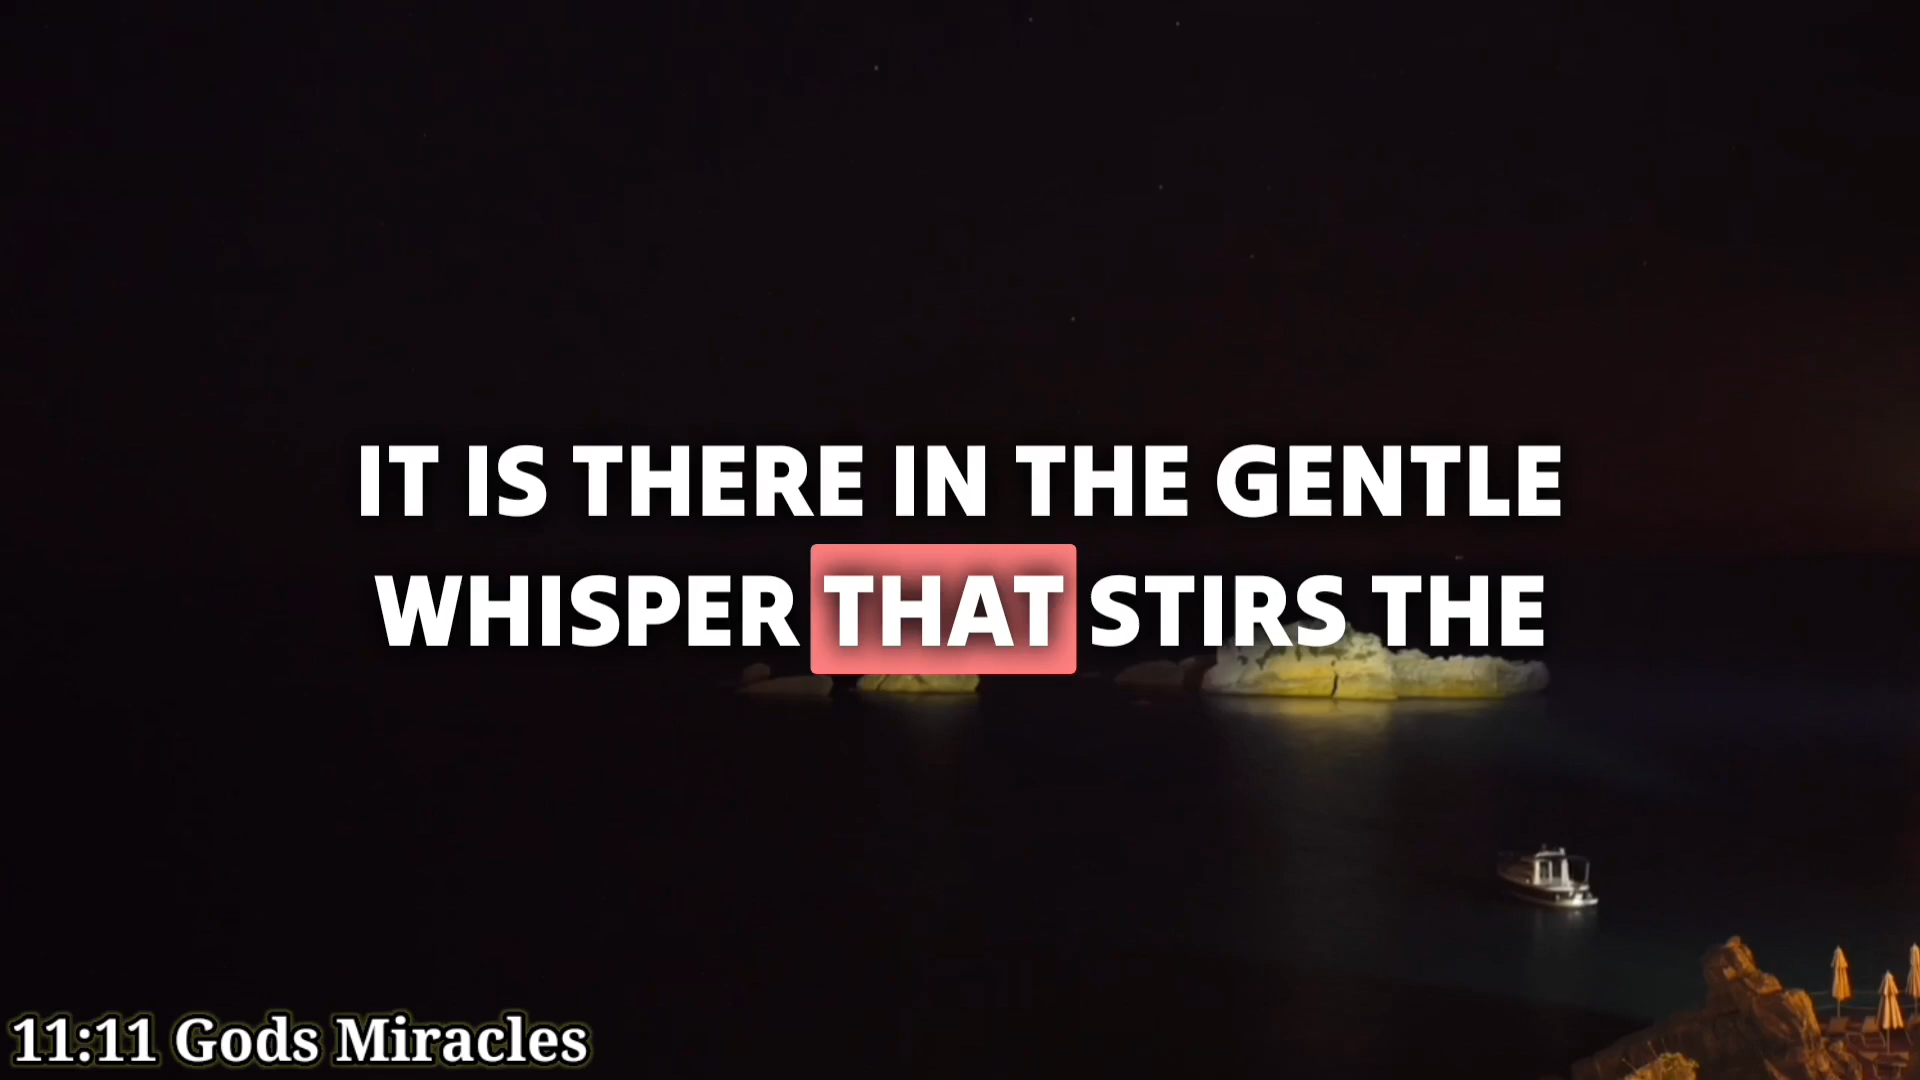 IT IS THERE IN THE GENTLE
WHISPER THAT STIRS THE
11:11 Gods Miracles